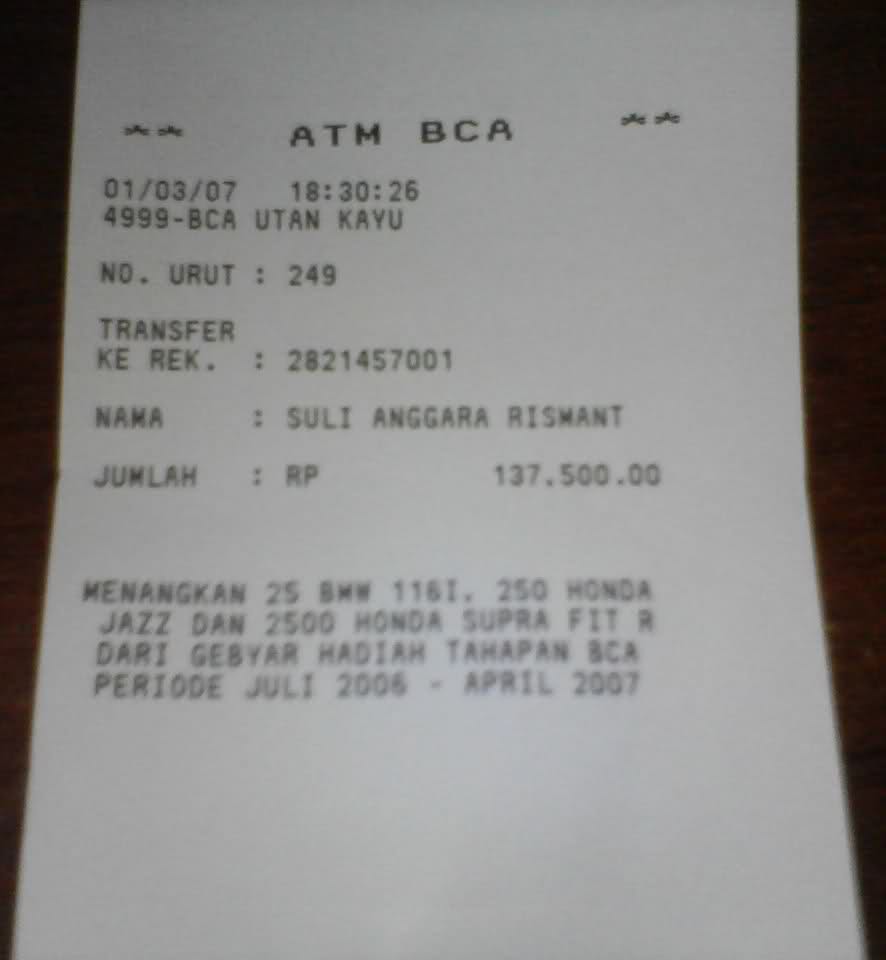 ** ATM BCA **
01/03/07 18:30:26
4999-BCA UTAN KAYU
NO. URUT : 249
TRANSFER
KE REK. : 2821457001
NAMA : SULI ANGGARA RISWANT
JUMLAH : RP 137.500.00
MENANGKAN 25 BMW 116I. 250 HONDA
JAZZ DAN 2500 HONDA SUPRA FIT R
DARI GEBYAR HADIAH TAHAPAN BCA
PERIODE JULI 2006 - APRIL 2007